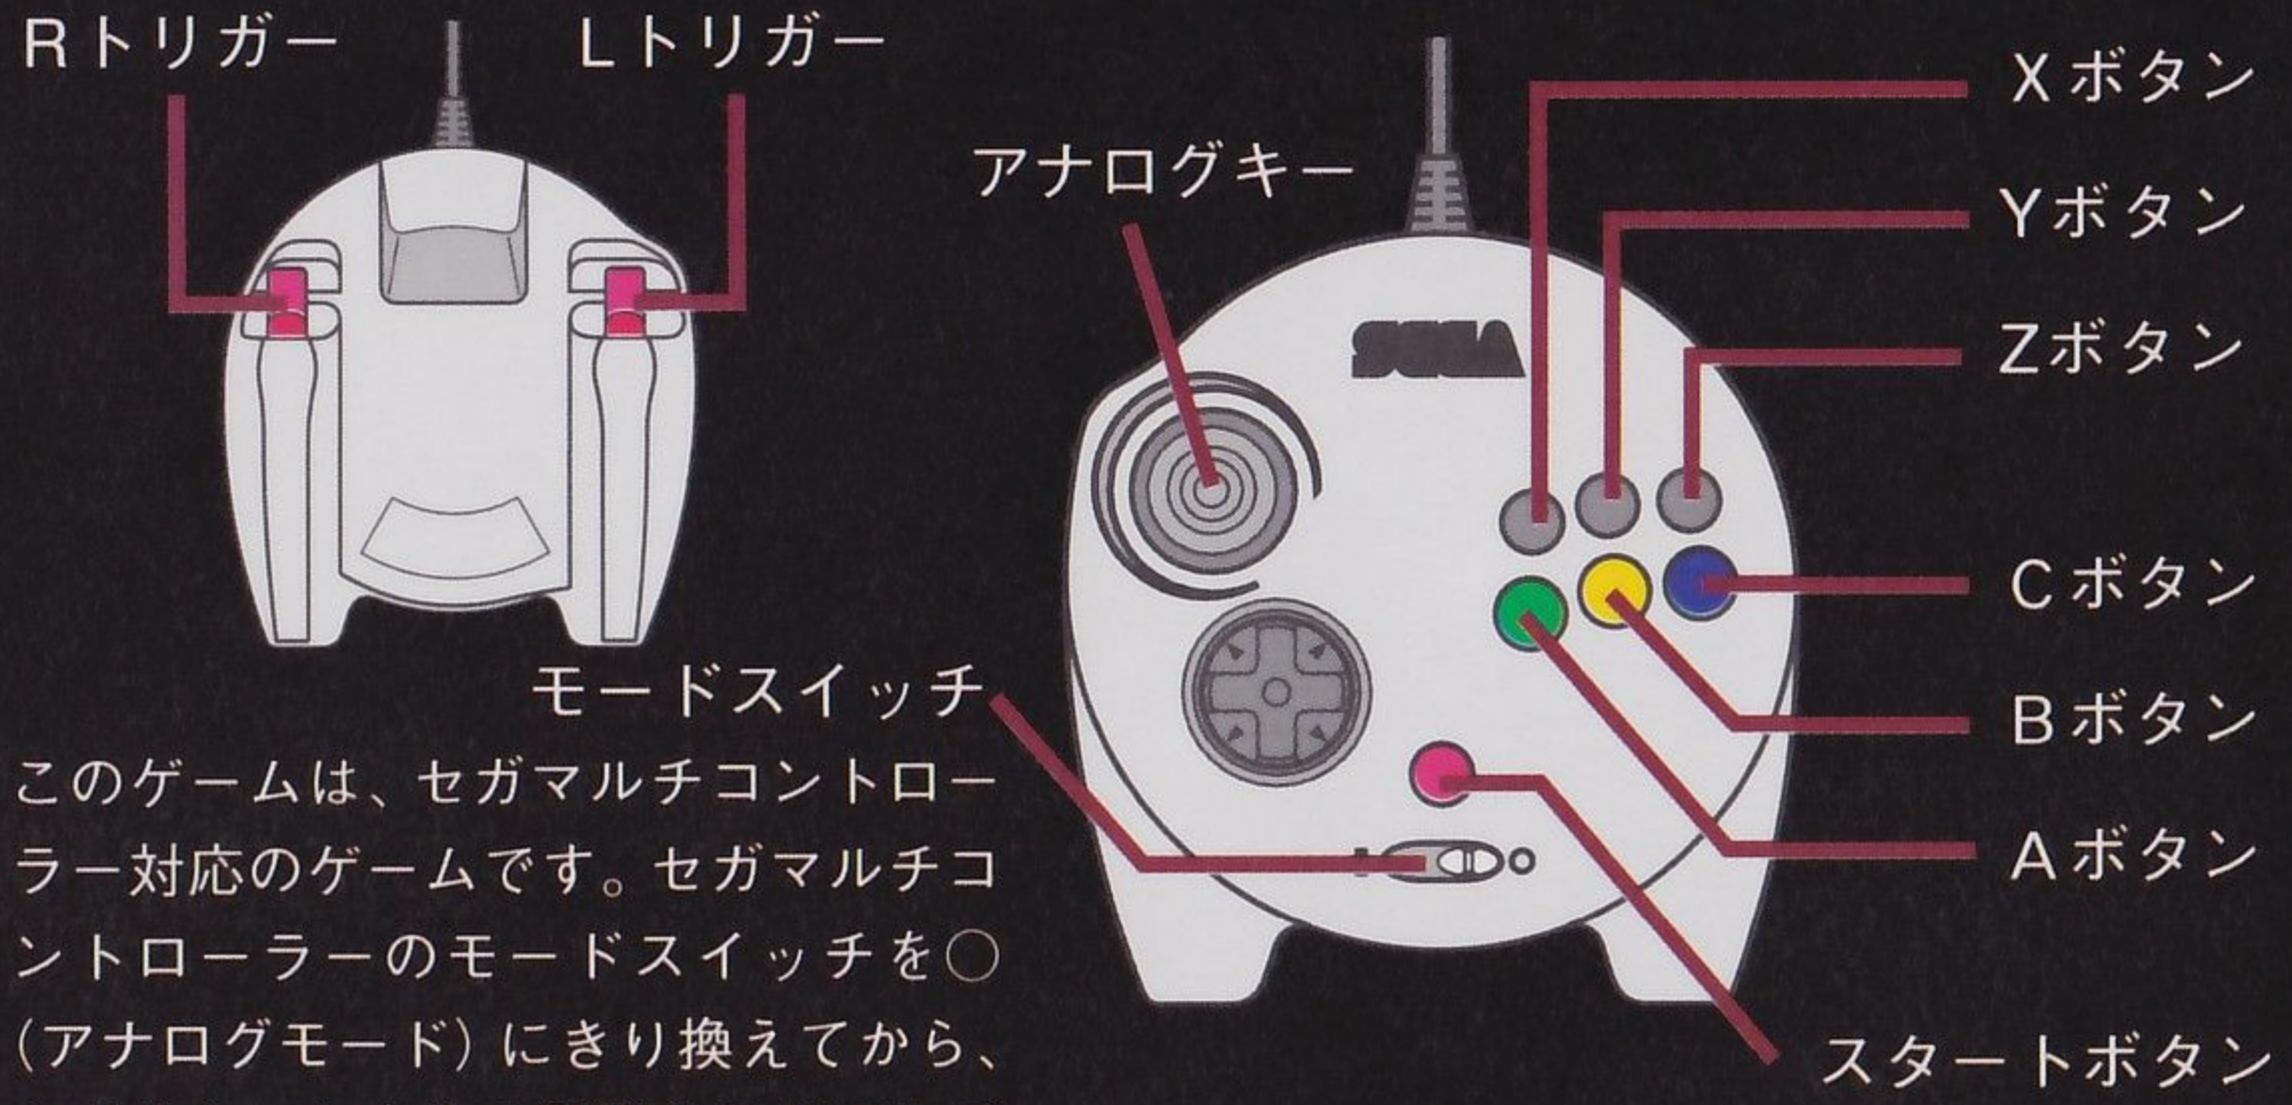 Rトリガー
Lトリガー
アナログキー
Xボタン
Yボタン
Zボタン
SEGA
Cボタン
Bボタン
Aボタン
スタートボタン
モードスイッチ
このゲームは、セガマルチコントロー
ラー対応のゲームです。セガマルチコ
ントローラーのモードスイッチを○
(アナログモード)にきり換えてから、